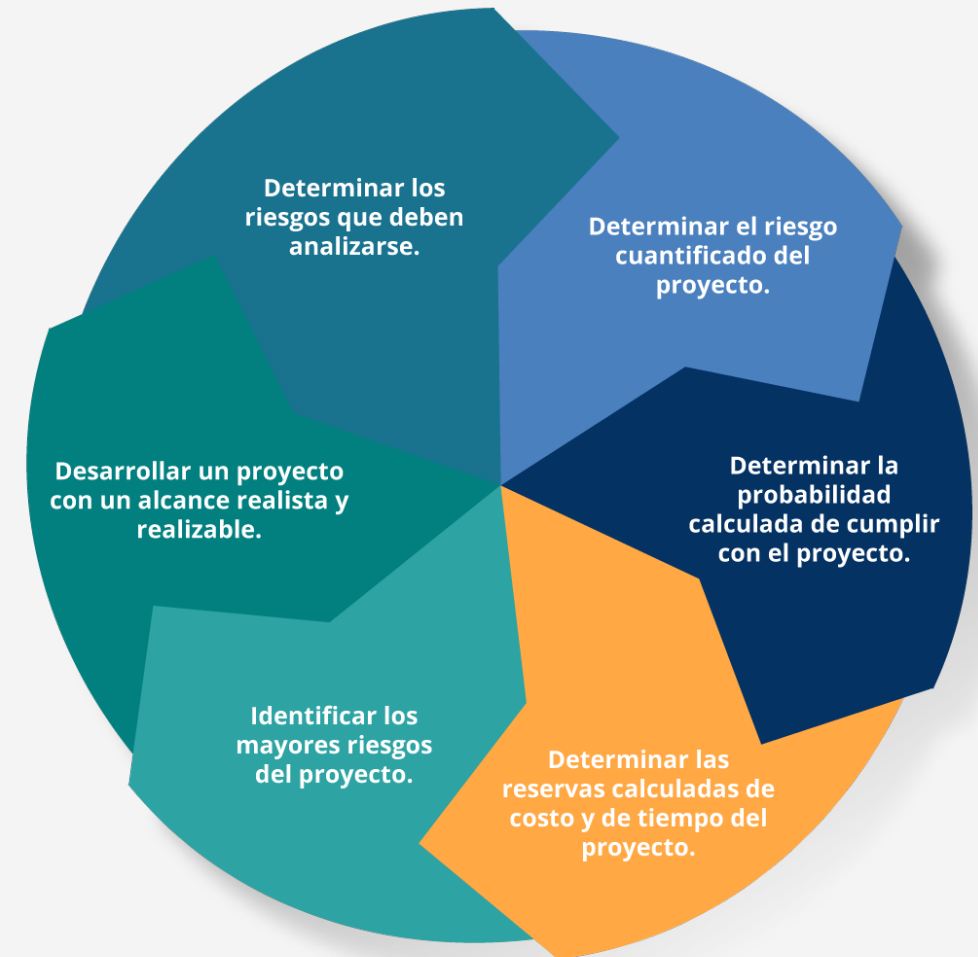 Determinar los
riesgos que deben
analizarse.
Determinar el riesgo
cuantificado del
proyecto.
Determinar la
probabilidad
calculada de cumplir
con el proyecto.
Determinar las
reservas calculadas de
costo y de tiempo del
proyecto.
Identificar los
mayores riesgos
del proyecto.
Desarrollar un proyecto
con un alcance realista y
realizable.